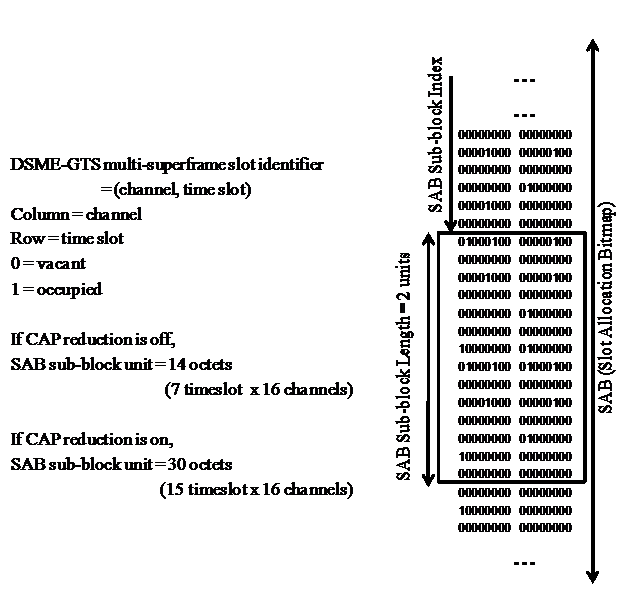 DSME-GTS multi-superframe slot identifier
= (channel, time slot)
Column = channel
Row = time slot
0 = vacant
1 = occupied
If CAP reduction is off,
SAB sub-block unit = 14 octets
(7 timeslot x 16 channels)
If CAP reduction is on,
SAB sub-block unit = 30 octets
(15 timeslot x 16 channels)
SAB Sub-block Index
SAB Sub-block Length = 2 units
---
---
00000000 00000000
00001000 00000100
00000000 00000000
00000000 01000000
00001000 00000000
00000000 00000000
01000100 00000100
00000000 00000000
00001000 00000100
00000000 00000000
00000000 01000000
00000000 00000000
10000000 01000000
01000100 01000100
00000000 00000000
00001000 00000100
00000000 00000000
00000000 01000000
10000000 00000000
00000000 00000000
00000000 00000000
10000000 00000000
00000000 00000000
---
SAB (Slot Allocation Bitmap)